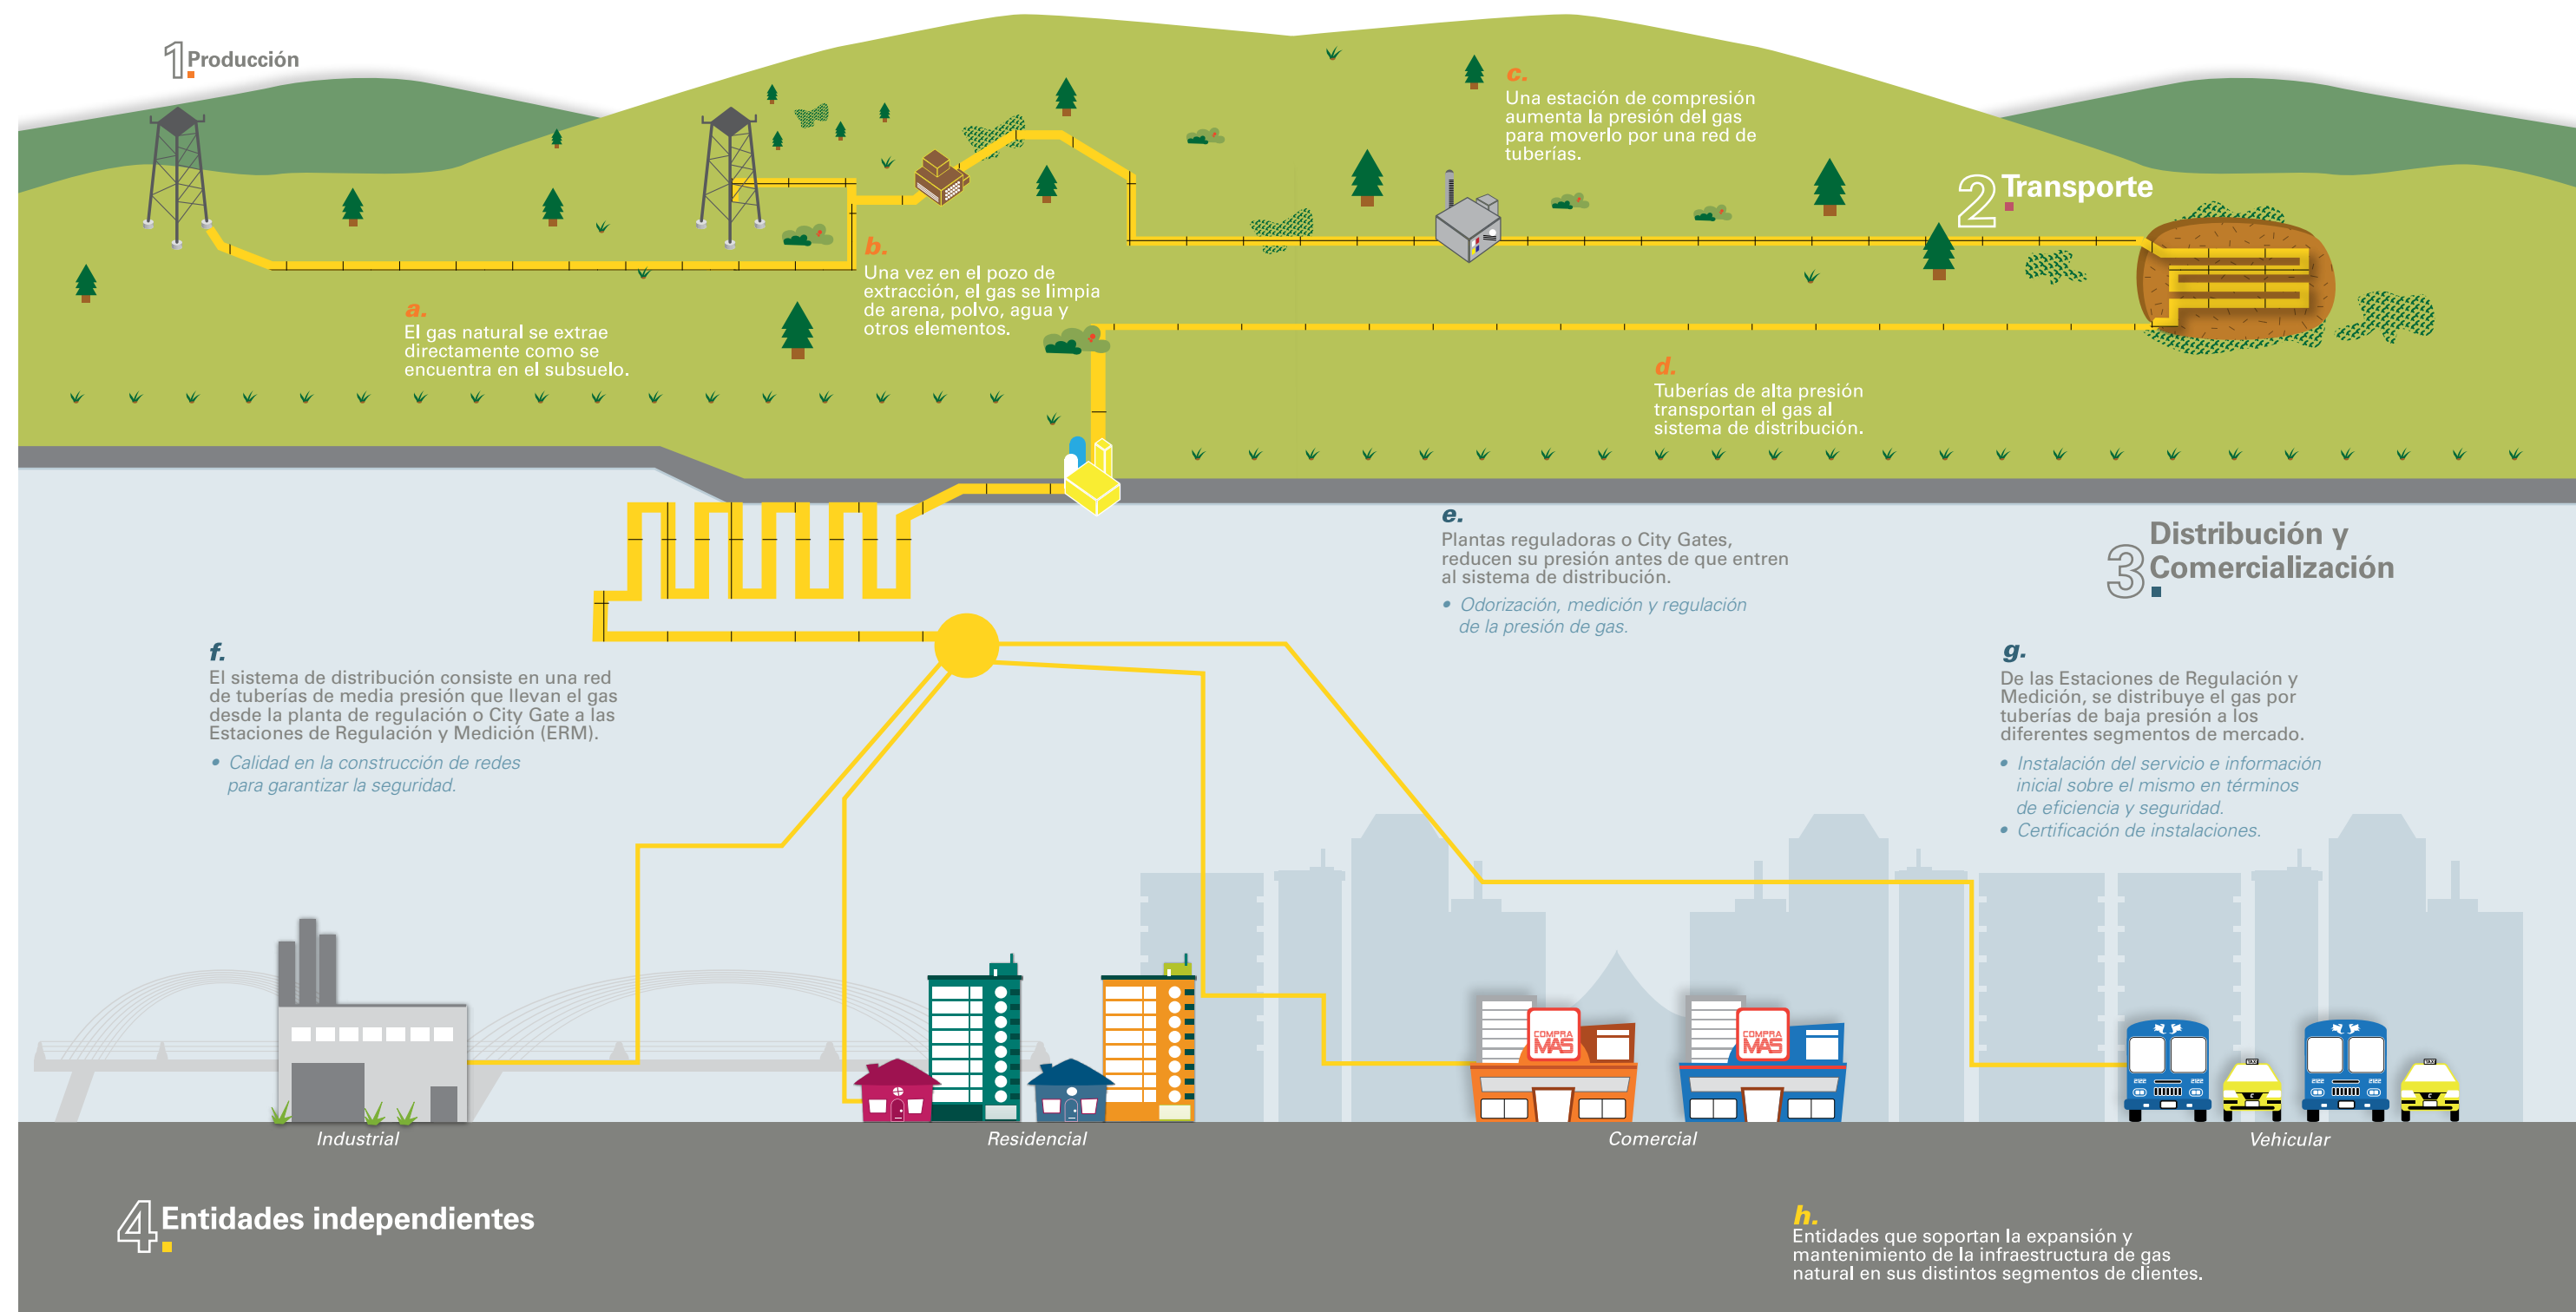 1 Producción
a.
El gas natural se extrae
directamente como se
encuentra en el subsuelo.
b.
Una vez en el pozo de
extracción, el gas se limpia
de arena, polvo, agua y
otros elementos.
c.
Una estación de compresión
aumenta la presión del gas
para moverlo por una red de
tuberías.
2 Transporte
d.
Tuberías de alta presión
transportan el gas al
sistema de distribución.
e.
Plantas reguladoras o City Gates,
reducen su presión antes de que entren
al sistema de distribución.
• Odorización, medición y regulación
de la presión de gas.
3 Distribución y
Comercialización
f.
El sistema de distribución consiste en una red
de tuberías de media presión que llevan el gas
desde la planta de regulación o City Gate a las
Estaciones de Regulación y Medición (ERM).
• Calidad en la construcción de redes
para garantizar la seguridad.
g.
De las Estaciones de Regulación y
Medición, se distribuye el gas por
tuberías de baja presión a los
diferentes segmentos de mercado.
• Instalación del servicio e información
inicial sobre el mismo en términos
de eficiencia y seguridad.
• Certificación de instalaciones.
COMPRA
MAS
COMPRA
MAS
TAXI
TAXI
Industrial
Residencial
Comercial
Vehicular
4 Entidades independientes
h.
Entidades que soportan la expansión y
mantenimiento de la infraestructura de gas
natural en sus distintos segmentos de clientes.